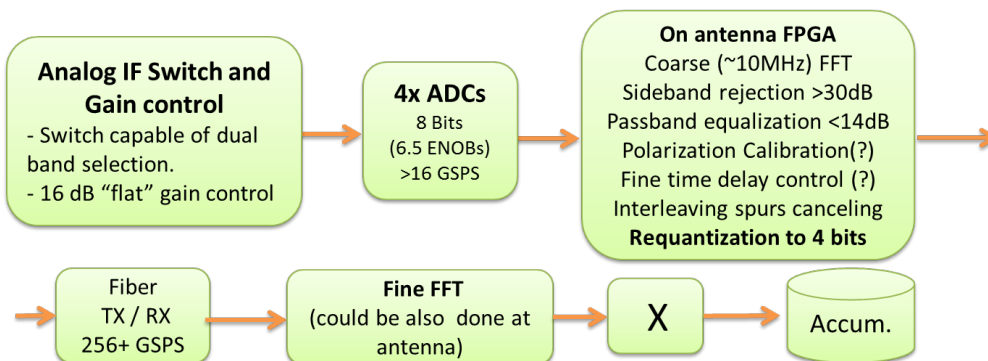 Analog IF Switch and
Gain control
- Switch capable of dual
band selection.
- 16 dB “flat” gain control
4x ADCs
8 Bits
(6.5 ENOBs)
>16 GSPS
On antenna FPGA
Coarse (~10MHz) FFT
Sideband rejection >30dB
Passband equalization <14dB
Polarization Calibration(?)
Fine time delay control (?)
Interleaving spurs canceling
Requantization to 4 bits
Fiber
TX / RX
256+ GSPS
Fine FFT
(could be also done at
antenna)
X
Accum.